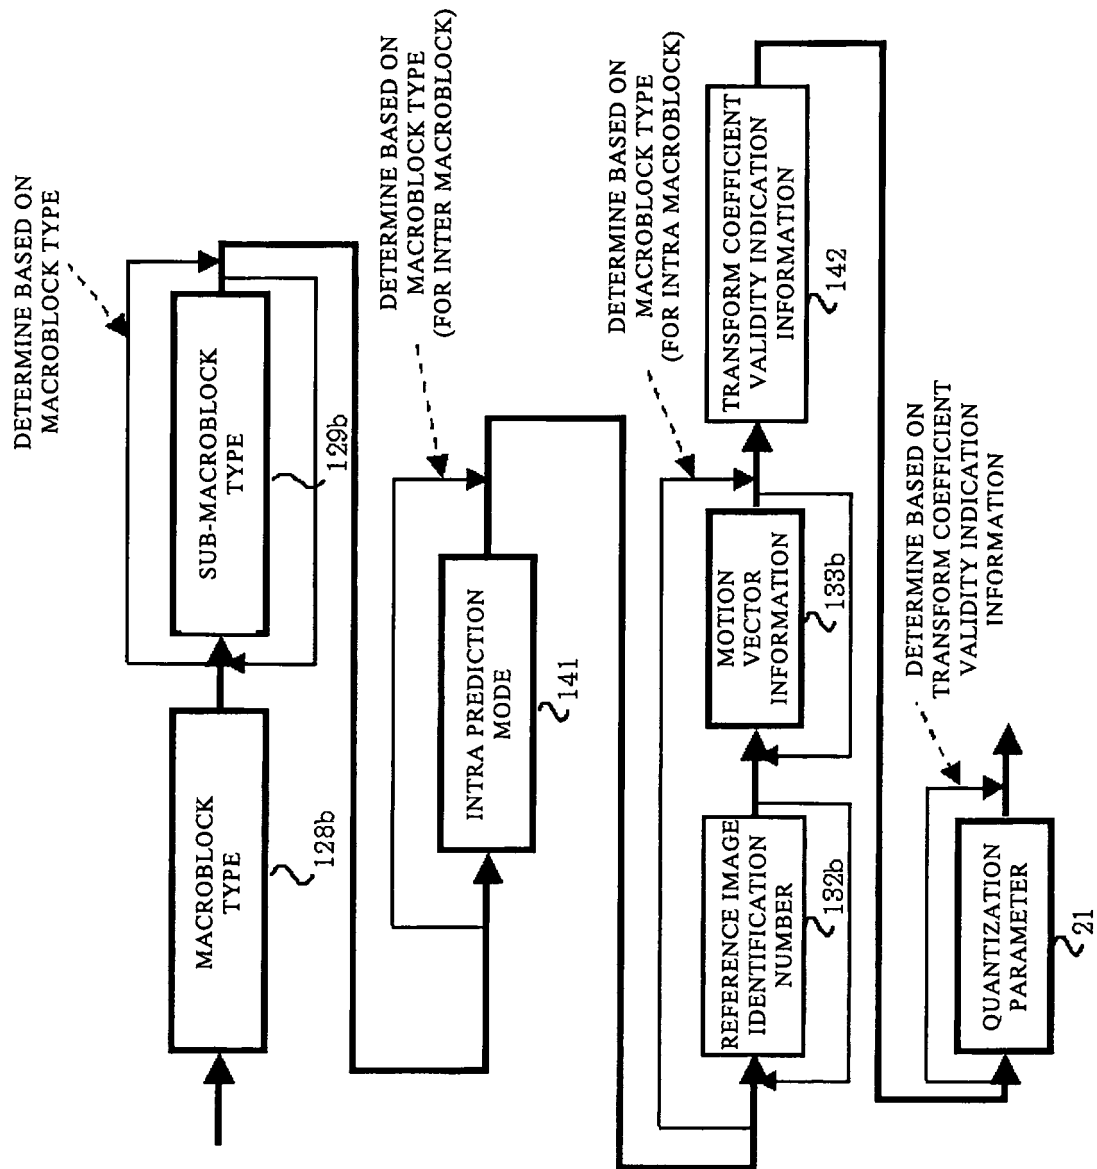 DETERMINE BASED ON
MACROBLOCK TYPE
MACROBLOCK
TYPE
128b
SUB-MACROBLOCK
TYPE
129b
DETERMINE BASED ON
MACROBLOCK TYPE
(FOR INTER MACROBLOCK)
INTRA PREDICTION
MODE
141
DETERMINE BASED ON
MACROBLOCK TYPE
(FOR INTRA MACROBLOCK)
REFERENCE IMAGE
IDENTIFICATION
NUMBER
132b
MOTION
VECTOR
INFORMATION
133b
TRANSFORM COEFFICIENT
VALIDITY INDICATION
INFORMATION
142
DETERMINE BASED ON
TRANSFORM COEFFICIENT
VALIDITY INDICATION
INFORMATION
QUANTIZATION
PARAMETER
21